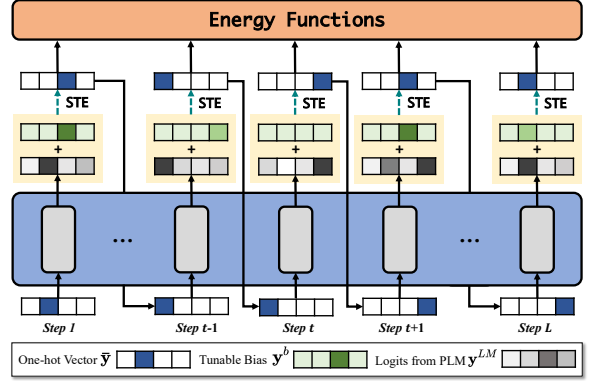 Energy Functions
STE STE STE STE STE
+ + + + +
... ...
Step 1 Step t-1 Step t Step t+1 Step L
One-hot Vector ȳ Tunable Bias y^b Logits from PLM y^LM